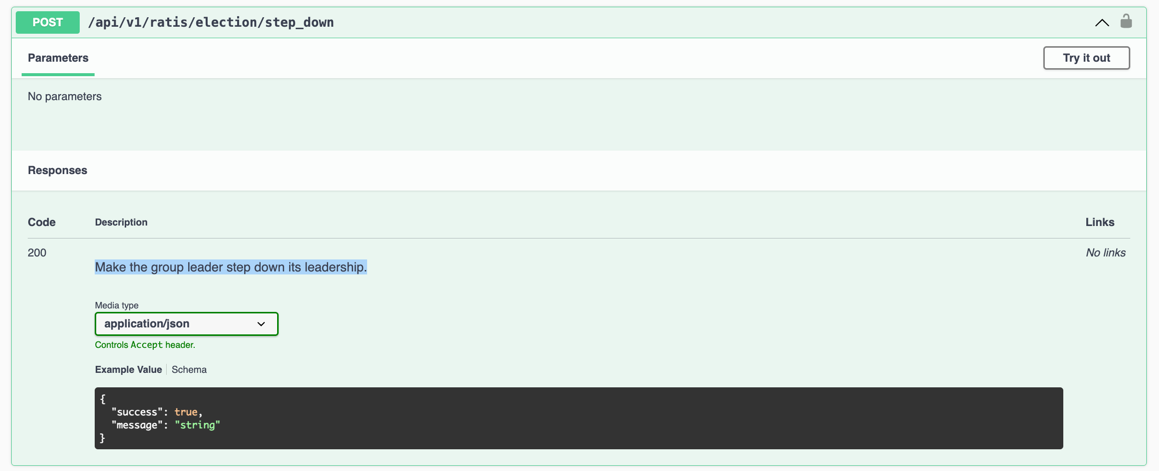 POST /api/v1/ratis/election/step_down
Parameters Try it out
No parameters
Responses
Code Description Links
200 No links
Make the group leader step down its leadership.
Media type
application/json
Controls Accept header.
Example Value Schema
{
"success": true,
"message": "string"
}